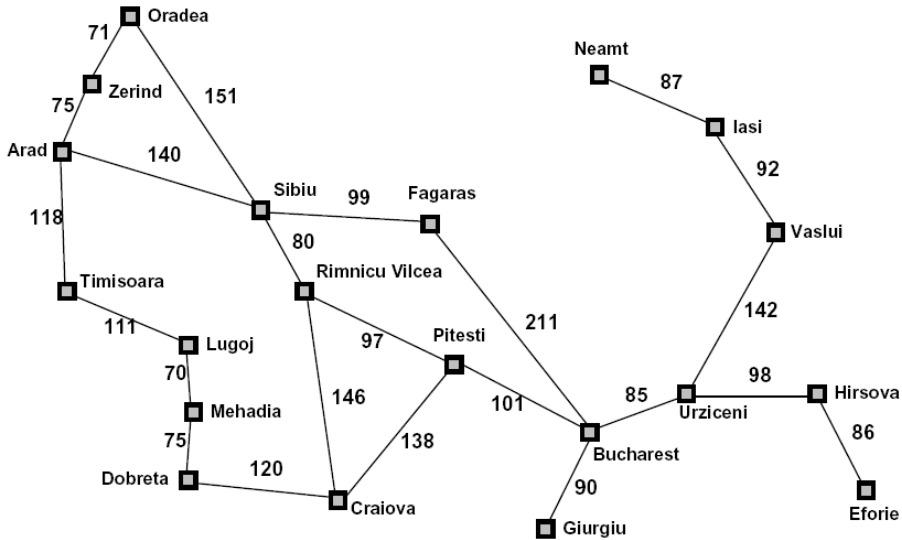 Oradea
71
Neamt
87
Zerind
151
75
Iasi
Arad
140
92
Sibiu
99
Fagaras
118
Vaslui
80
Timisoara
Rimnicu Vilcea
142
111
211
Lugoj
97
Pitesti
70
98
85
Hirsova
146
101
Urziceni
Mehadia
138
86
75
Bucharest
Dobreta
120
90
Craiova
Eforie
Giurgiu